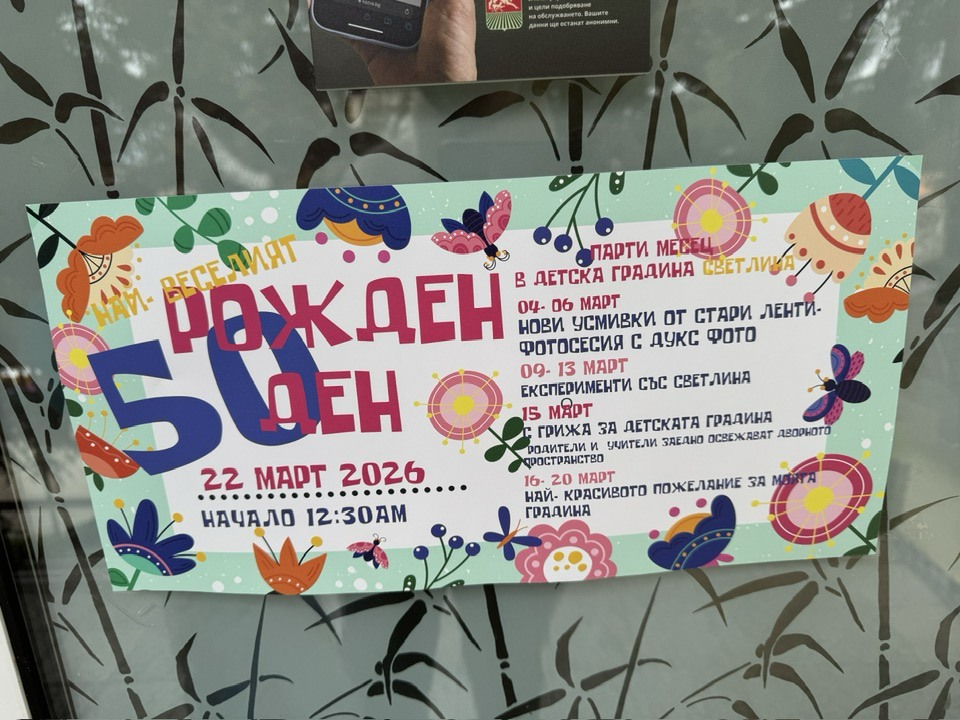 и цели подобряване
на обслужването. Вашите
данни ще останат анонимни.
НАЙ- ВЕСЕЛИЯТ
РОЖДЕН
50
ДЕН
22 МАРТ 2026
НАЧАЛО 12:30АМ
ПАРТИ МЕСЕЦ
В ДЕТСКА ГРАДИНА СВЕТЛИНА
04- 06 МАРТ
НОВИ УСМИВКИ ОТ СТАРИ ЛЕНТИ-
ФОТОСЕСИЯ С ДУКС ФОТО
09- 13 МАРТ
ЕКСПЕРИМЕНТИ СЪС СВЕТЛИНА
15 МАРТ
С ГРИЖА ЗА ДЕТСКАТА ГРАДИНА
РОДИТЕЛИ И УЧИТЕЛИ ЗАЕДНО ОСВЕЖАВАТ ДВОРНОТО
ПРОСТРАНСТВО
16- 20 МАРТ
НАЙ- КРАСИВОТО ПОЖЕЛАНИЕ ЗА МОЯТА
ГРАДИНА